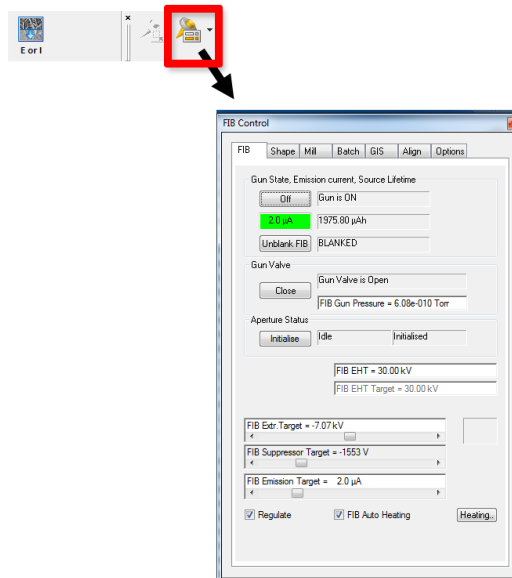 E or I
FIB Control
FIB Shape Mill Batch GIS Align Options
Gun State, Emission current, Source Lifetime
Off Gun is ON
2.0 µA 1975.80 µAh
Unblank FIB BLANKED
Gun Valve
Gun Valve is Open
Close
FIB Gun Pressure = 6.08e-010 Torr
Aperture Status
Initialise Idle Initialised
FIB EHT = 30.00 kV
FIB EHT Target = 30.00 kV
FIB Extr.Target = -7.07 kV
FIB Suppressor Target = -1553 V
FIB Emission Target = 2.0 µA
Regulate FIB Auto Heating Heating..